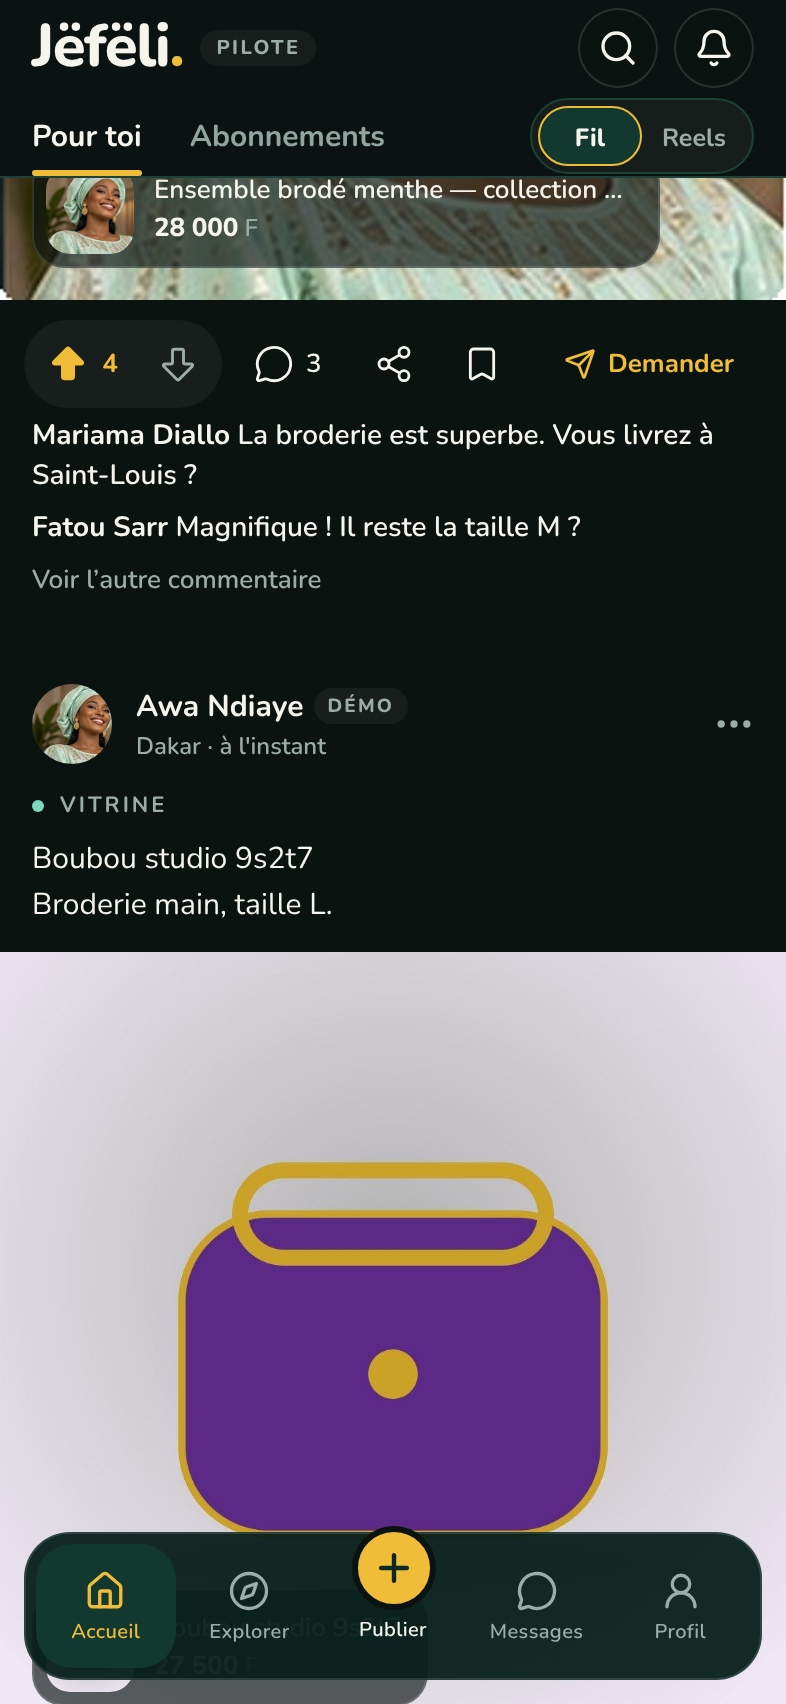 Jëfëli.
PILOTE
Pour toi
Abonnements
Fil
Reels
Ensemble brodé menthe — collection ...
28 000 F
4
3
Demander
Mariama Diallo La broderie est superbe. Vous livrez à
Saint-Louis ?
Fatou Sarr Magnifique ! Il reste la taille M ?
Voir l’autre commentaire
Awa Ndiaye
DÉMO
Dakar · à l'instant
VITRINE
Boubou studio 9s2t7
Broderie main, taille L.
27 500 F
Accueil
Explorer
Publier
Messages
Profil